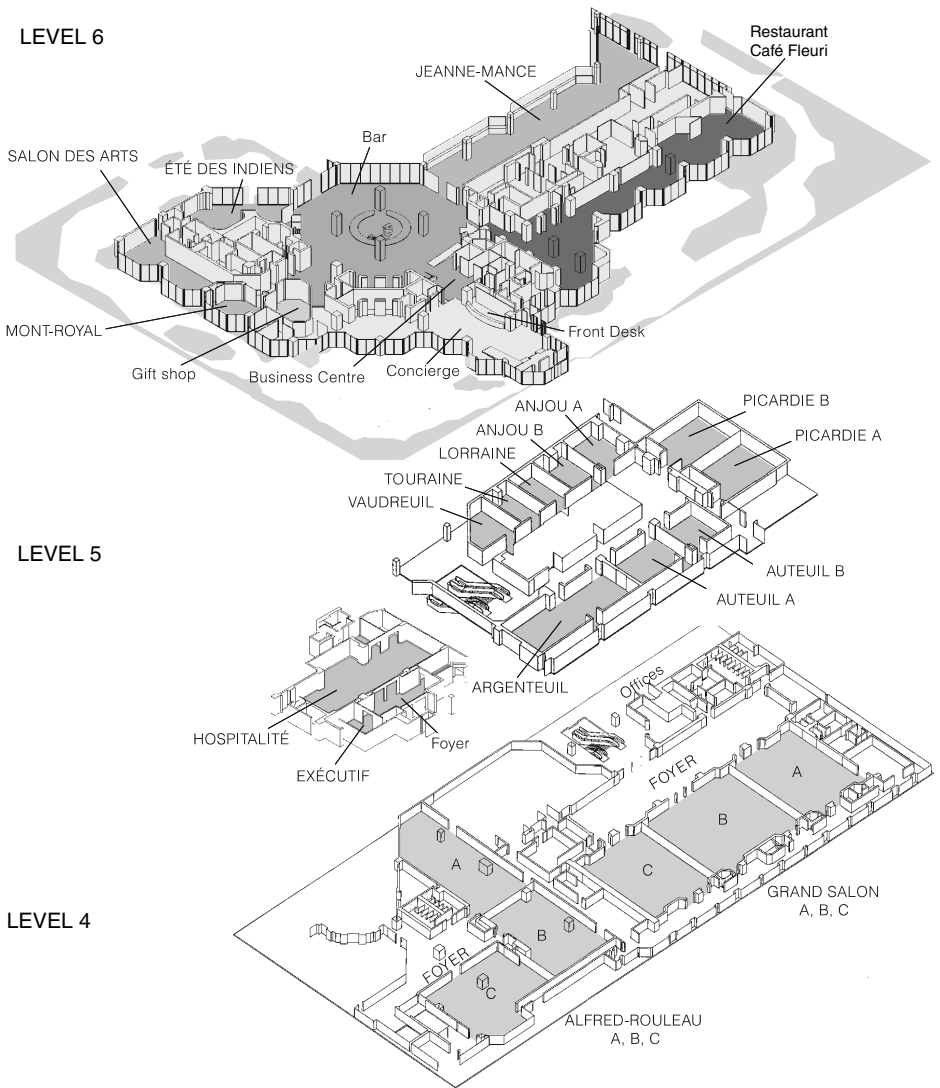 LEVEL 6
Restaurant
Café Fleuri
JEANNE-MANCE
Bar
SALON DES ARTS
ÉTÉ DES INDIENS
MONT-ROYAL
Gift shop
Business Centre
Concierge
Front Desk
LEVEL 5
ANJOU A
ANJOU B
LORRAINE
TOURAINE
VAUDREUIL
PICARDIE B
PICARDIE A
AUTEUIL B
AUTEUIL A
ARGENTEUIL
HOSPITALITÉ
EXÉCUTIF
Foyer
LEVEL 4
Offices
FOYER
A
B
C
GRAND SALON
A, B, C
A
B
C
FOYER
ALFRED-ROULEAU
A, B, C